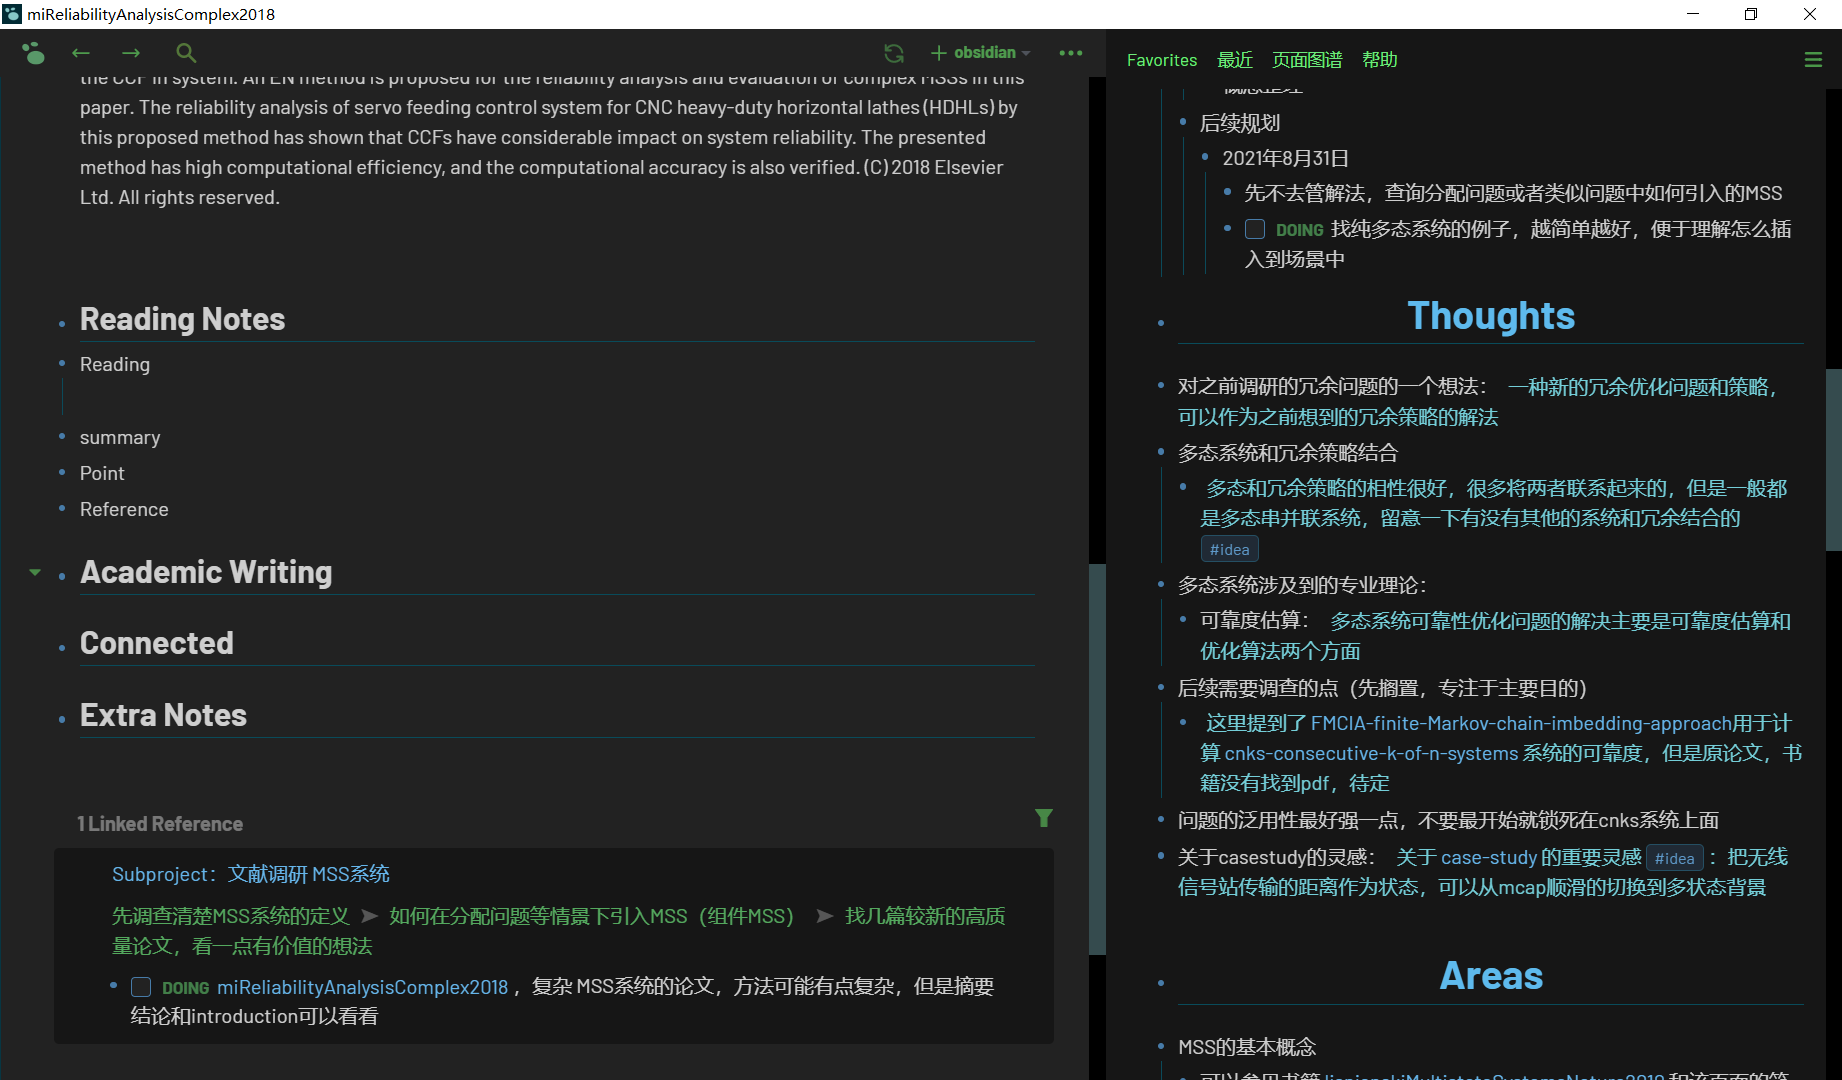 miReliabilityAnalysisComplex2018
obsidian
the CCF in system. An EN method is proposed for the reliability analysis and evaluation of complex MSSs in this
paper. The reliability analysis of servo feeding control system for CNC heavy-duty horizontal lathes (HDHLs) by
this proposed method has shown that CCFs have considerable impact on system reliability. The presented
method has high computational efficiency, and the computational accuracy is also verified. (C) 2018 Elsevier
Ltd. All rights reserved.
Reading Notes
Reading
summary
Point
Reference
Academic Writing
Connected
Extra Notes
1 Linked Reference
Subproject：文献调研 MSS系统
先调查清楚MSS系统的定义 ➤ 如何在分配问题等情景下引入MSS（组件MSS） ➤ 找几篇较新的高质
量论文，看一点有价值的想法
DOING miReliabilityAnalysisComplex2018 ，复杂 MSS系统的论文，方法可能有点复杂，但是摘要
结论和introduction可以看看
Favorites 最近 页面图谱 帮助
概念整理
后续规划
2021年8月31日
先不去管解法，查询分配问题或者类似问题中如何引入的MSS
DOING 找纯多态系统的例子，越简单越好，便于理解怎么插
入到场景中
Thoughts
对之前调研的冗余问题的一个想法： 一种新的冗余优化问题和策略，
可以作为之前想到的冗余策略的解法
多态系统和冗余策略结合
多态和冗余策略的相性很好，很多将两者联系起来的，但是一般都
是多态串并联系统，留意一下有没有其他的系统和冗余结合的
#idea
多态系统涉及到的专业理论：
可靠度估算： 多态系统可靠性优化问题的解决主要是可靠度估算和
优化算法两个方面
后续需要调查的点（先搁置，专注于主要目的）
这里提到了 FMCIA-finite-Markov-chain-imbedding-approach用于计
算 cnks-consecutive-k-of-n-systems 系统的可靠度，但是原论文，书
籍没有找到pdf，待定
问题的泛用性最好强一点，不要最开始就锁死在cnks系统上面
关于casestudy的灵感： 关于 case-study 的重要灵感 #idea ：把无线
信号站传输的距离作为状态，可以从mcap顺滑的切换到多状态背景
Areas
MSS的基本概念